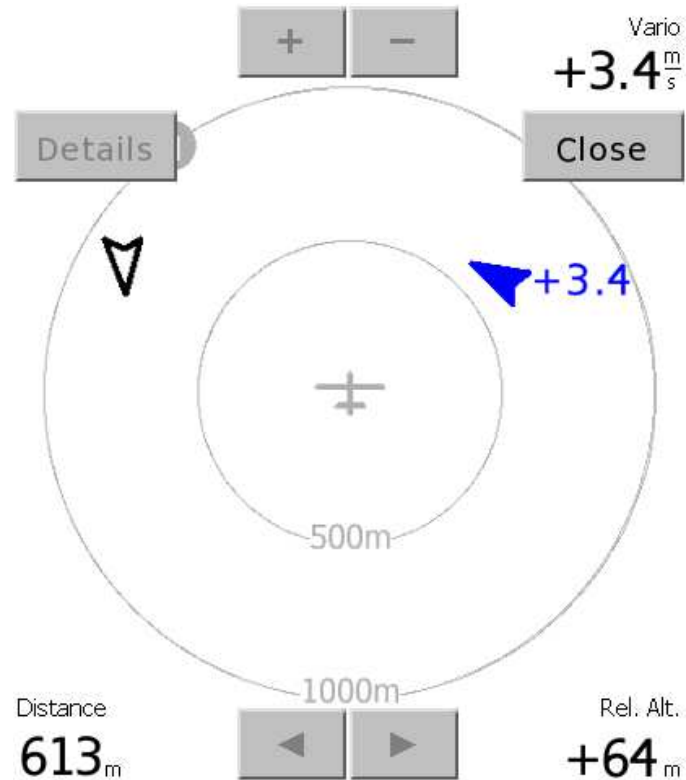 + −
Vario
+3.4 m/s
Details
Close
+3.4
500m
1000m
Distance
613m
Rel. Alt.
+64m